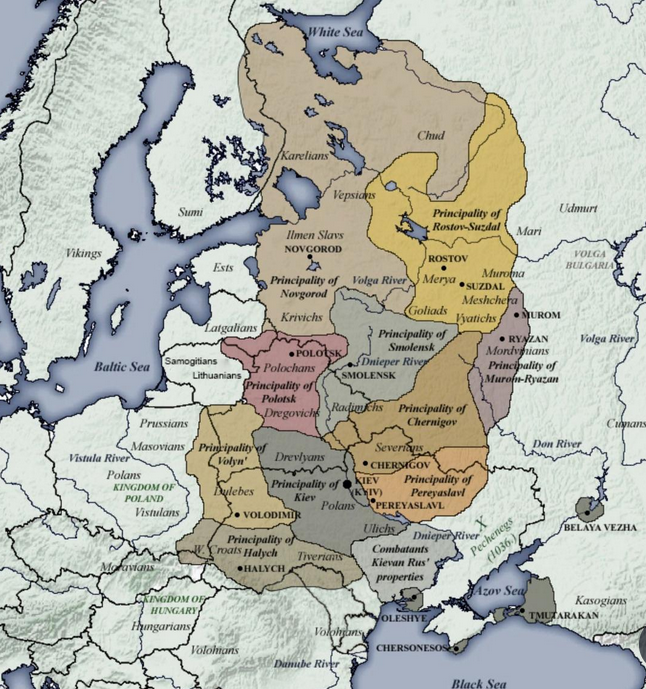 White Sea
Chud
Karelians
Vepsians
Sumi
Principality of
Rostov-Suzdal
Udmurt
Mari
Ilmen Slavs
NOVGOROD
Vikings
Ests
ROSTOV
VOLGA
BULGARIA
Principality of
Novgorod
Volga River
Merya
Muroma
SUZDAL
Meshchera
Goliads
Vyatichs
MUROM
Krivichs
Latgalians
Principality of
Smolensk
RYAZAN
Mordvinians
Volga River
Samogitians
Lithuanians
Baltic Sea
POLOTSK
Polochans
Dnieper River
SMOLENSK
Principality of
Murom-Ryazan
Principality of
Polotsk
Dregovichs
Radimichs
Principality of
Chernigov
Prussians
Masovians
Cumans
Vistula River
Polans
KINGDOM OF
POLAND
Vistulans
Principality of
Volyn'
Drevlyans
Severians
Don River
CHERNIGOV
Dulebes
Principality of
Kiev
KIEV
(KYIV)
Principality of
Pereyaslavl
PEREYASLAVL
Polans
VOLODIMIR
BELAYA VEZHA
Ulichs
Dnieper River
X
Pechenegs
(1036.)
Principality of
Halych
W. Croats
Tiverians
Combatants
Kievan Rus'
properties
Moravians
HALYCH
KINGDOM OF
HUNGARY
Hungarians
Azov Sea
Kasogians
TMUTARAKAN
OLESHYE
Volohons
Volohons
CHERSONESOS
Danube River
Black Sea